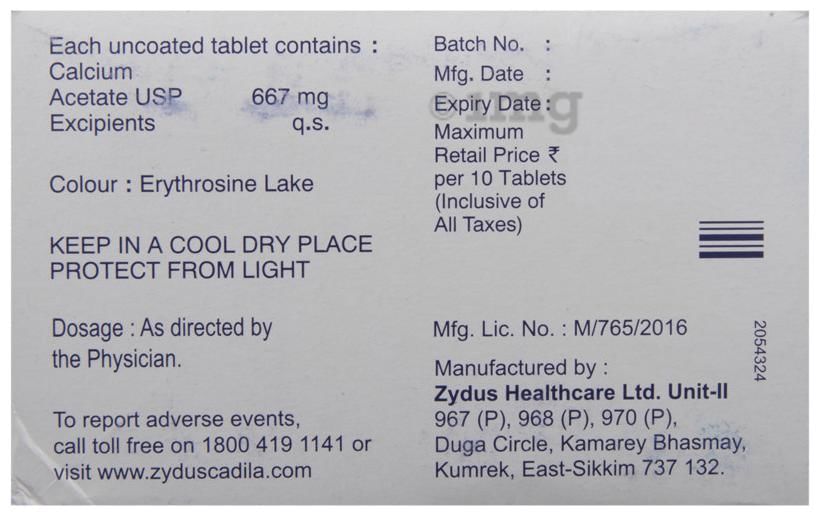 Each uncoated tablet contains :
Calcium
Acetate USP 667 mg
Excipients q.s.
Colour : Erythrosine Lake
KEEP IN A COOL DRY PLACE
PROTECT FROM LIGHT
Dosage : As directed by
the Physician.
To report adverse events,
call toll free on 1800 419 1141 or
visit www.zyduscadila.com
Batch No. :
Mfg. Date :
Expiry Date :
©1mg
Maximum
Retail Price ₹
per 10 Tablets
(Inclusive of
All Taxes)
Mfg. Lic. No. : M/765/2016
Manufactured by :
Zydus Healthcare Ltd. Unit-II
967 (P), 968 (P), 970 (P),
Duga Circle, Kamarey Bhasmay,
Kumrek, East-Sikkim 737 132.
2054324